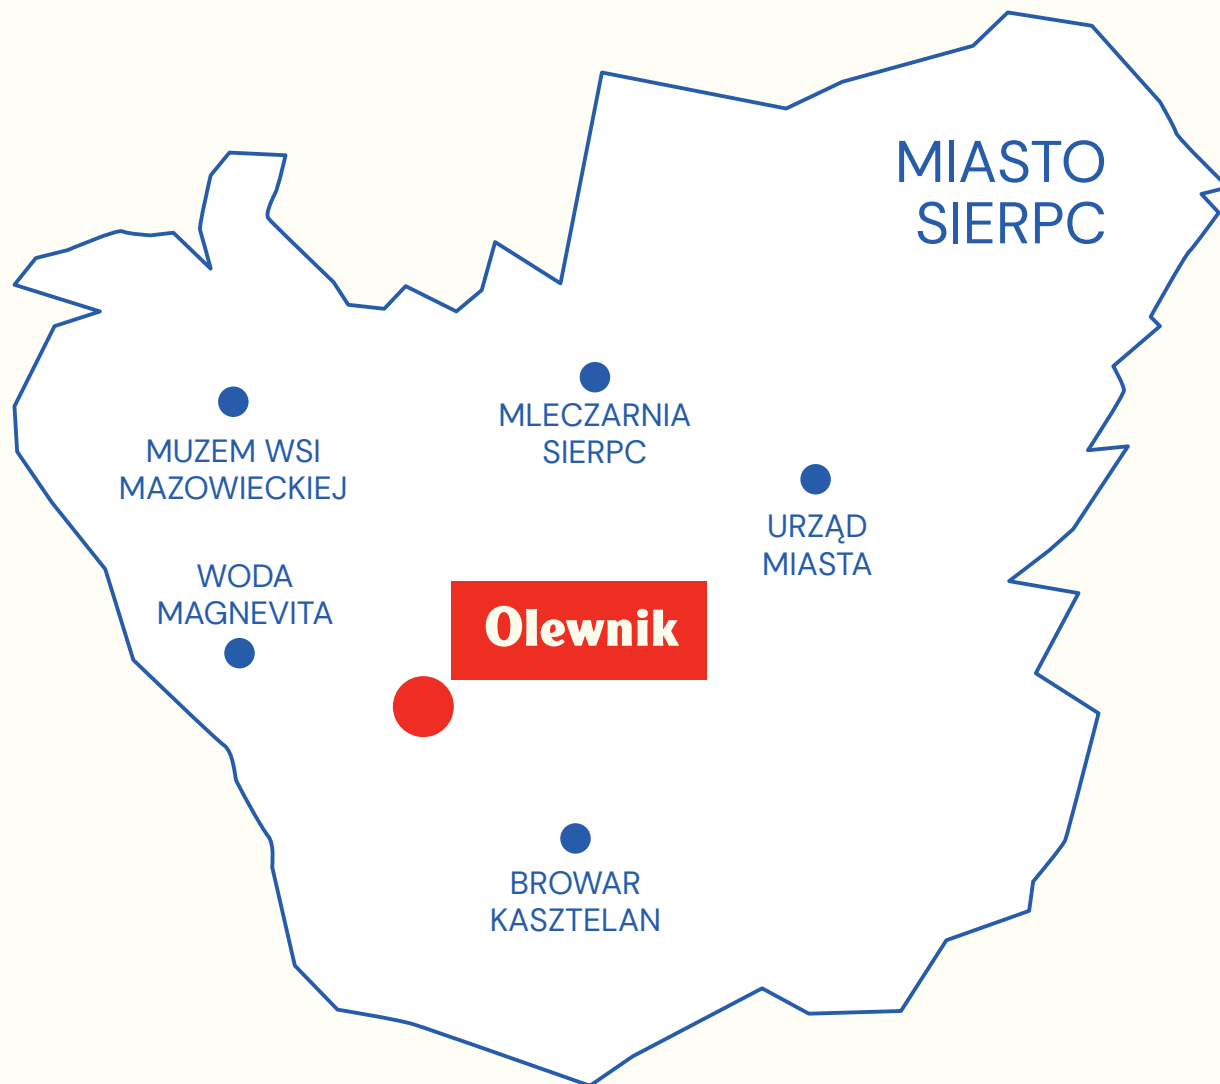 MIASTO
SIERPC
MLECZARNIA
SIERPC
MUZEM WSI
MAZOWIECKIEJ
URZĄD
MIASTA
WODA
MAGNEVITA
Olewnik
BROWAR
KASZTELAN